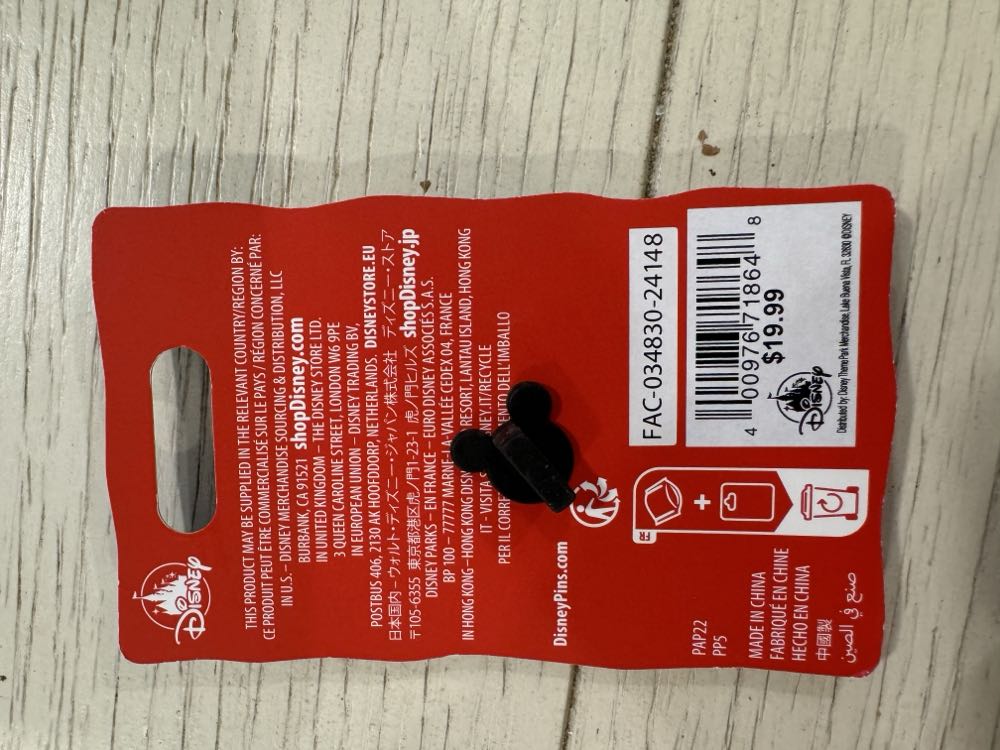 Disney
THIS PRODUCT MAY BE SUPPLIED IN THE RELEVANT COUNTRY/REGION BY:
CE PRODUIT PEUT ÊTRE COMMERCIALISÉ SUR LE PAYS / RÉGION CONCERNÉ PAR:
IN U.S. – DISNEY MERCHANDISE SOURCING & DISTRIBUTION, LLC
BURBANK, CA 91521 shopDisney.com
IN UNITED KINGDOM – THE DISNEY STORE LTD.
3 QUEEN CAROLINE STREET, LONDON W6 9PE
IN EUROPEAN UNION – DISNEY TRADING BV,
POSTBUS 406, 2130 AK HOOFDDORP, NETHERLANDS. DISNEYSTORE.EU
日本国内 – ウォルト・ディズニー・ジャパン株式会社 ディズニー・ストア
〒105-6355 東京都港区虎ノ門1-23-1 虎ノ門ヒルズ shopDisney.jp
DISNEY PARKS – EN FRANCE – EURO DISNEY ASSOCIÉS S.A.S.
BP 100 – 77777 MARNE-LA-VALLÉE CEDEX 04, FRANCE
IN HONG KONG – HONG KONG DISN RESORT, LANTAU ISLAND, HONG KONG
IT - VISITA S NEY.IT/RECYCLE
PER IL CORRE ENTO DELL'IMBALLO
DisneyPins.com
FR
PAP22
PP5
MADE IN CHINA
FABRIQUÉ EN CHINE
HECHO EN CHINA
中國製
صنع في الصين
FAC-034830-24148
4 00976 71864 8
$19.99
Disney
Distributed by: Disney Theme Park Merchandise, Lake Buena Vista, FL 32830 ©DISNEY